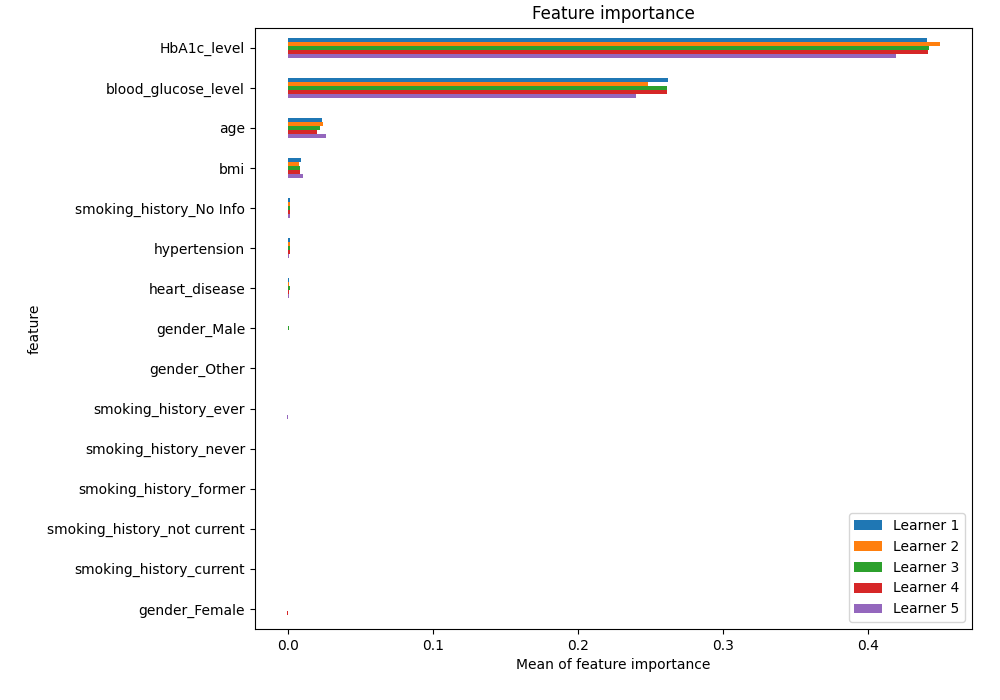 Feature importance
HbA1c_level
blood_glucose_level
age
bmi
smoking_history_No Info
hypertension
heart_disease
gender_Male
gender_Other
smoking_history_ever
smoking_history_never
smoking_history_former
smoking_history_not current
smoking_history_current
gender_Female
feature
Learner 1
Learner 2
Learner 3
Learner 4
Learner 5
0.0 0.1 0.2 0.3 0.4
Mean of feature importance